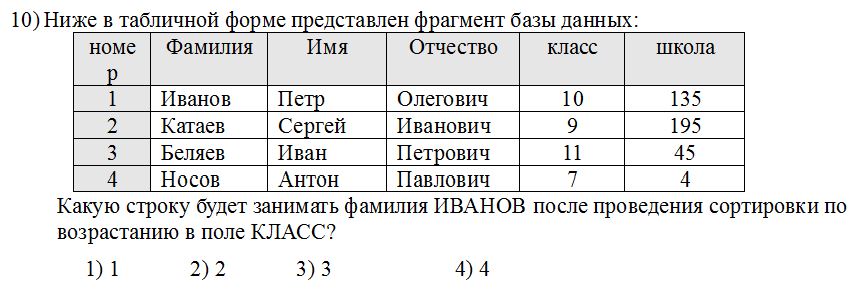 10) Ниже в табличной форме представлен фрагмент базы данных:
номе
р Фамилия Имя Отчество класс школа
1 Иванов Петр Олегович 10 135
2 Катаев Сергей Иванович 9 195
3 Беляев Иван Петрович 11 45
4 Носов Антон Павлович 7 4
Какую строку будет занимать фамилия ИВАНОВ после проведения сортировки по
возрастанию в поле КЛАСС?
1) 1 2) 2 3) 3 4) 4